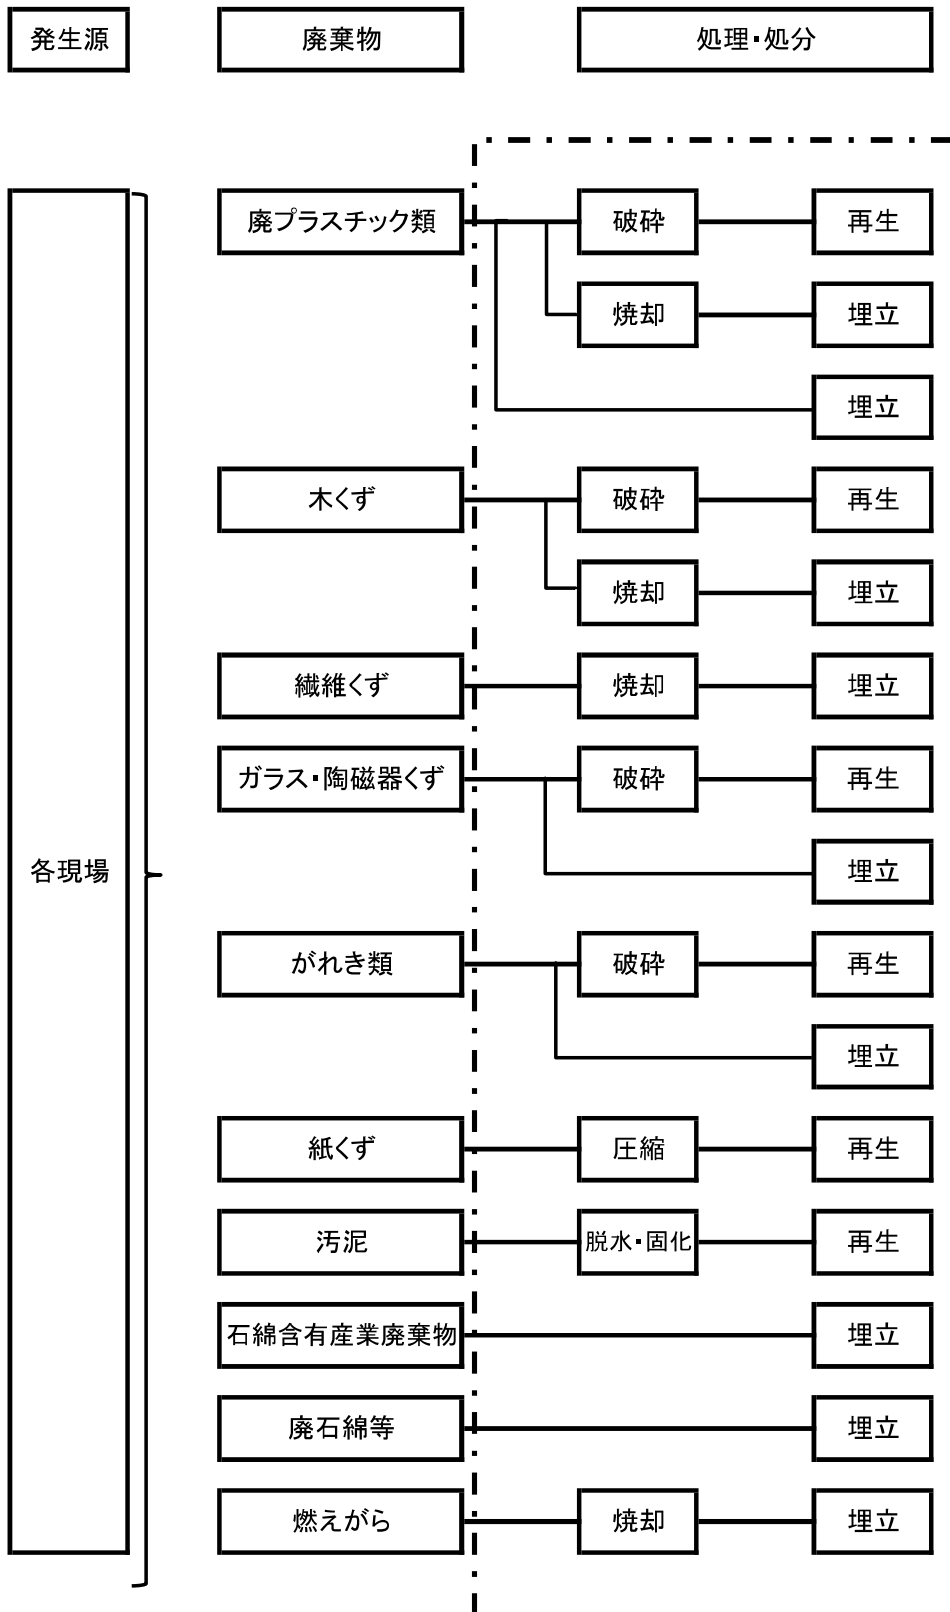 発生源 廃棄物 処理・処分
廃プラスチック類 破砕 再生
焼却 埋立
埋立
木くず 破砕 再生
焼却 埋立
繊維くず 焼却 埋立
ガラス・陶磁器くず 破砕 再生
各現場 埋立
がれき類 破砕 再生
埋立
紙くず 圧縮 再生
汚泥 脱水・固化 再生
石綿含有産業廃棄物 埋立
廃石綿等 埋立
燃えがら 焼却 埋立